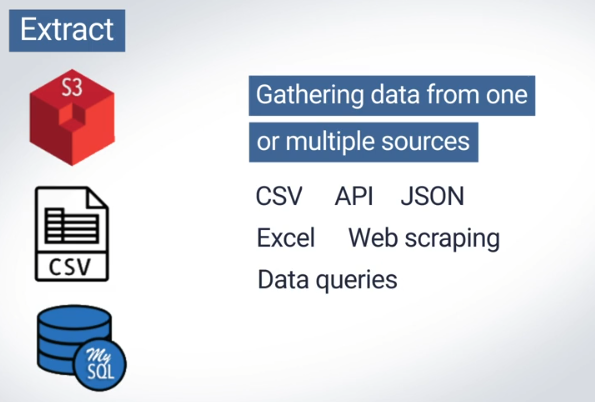 Extract
S3
Gathering data from one
or multiple sources
CSV API JSON
Excel Web scraping
CSV
Data queries
My
SQL